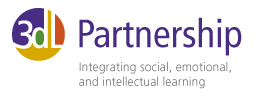 3dL Partnership
Integrating social, emotional,
and intellectual learning